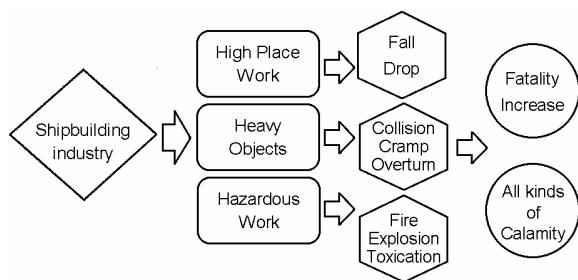 Shipbuilding
industry
High Place
Work
Heavy
Objects
Hazardous
Work
Fall
Drop
Collision
Cramp
Overturn
Fire
Explosion
Toxication
Fatality
Increase
All kinds
of
Calamity